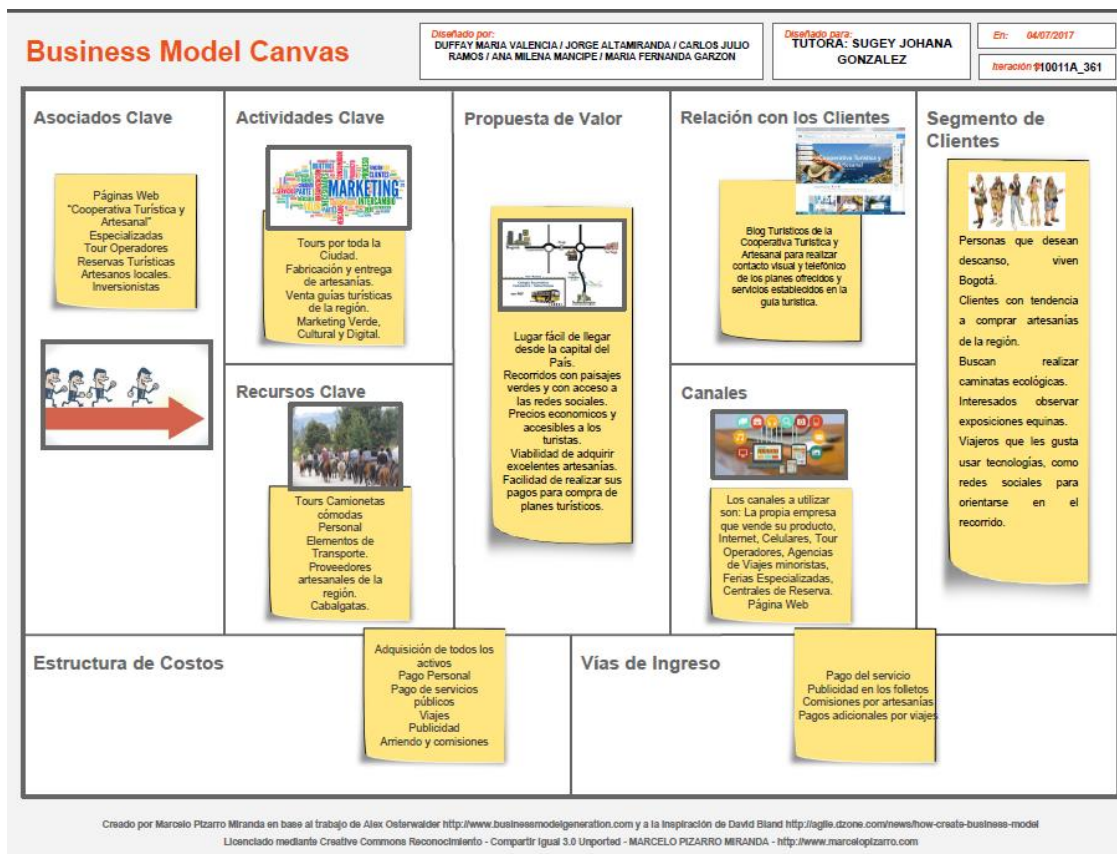 Business Model Canvas
Diseñado por:
DUFFAY MARIA VALENCIA / JORGE ALTAMIRANDA / CARLOS JULIO
RAMOS / ANA MILENA MANCIPE / MARIA FERNANDA GARZON
Diseñado para:
TUTORA: SUGEY JOHANA
GONZALEZ
En: 04/07/2017
Iteración
110011A_361
Asociados Clave
Páginas Web
"Cooperativa Turística y
Artesanal"
Especializadas
Tour Operadores
Reservas Turísticas
Artesanos locales.
Inversionistas
Actividades Clave
MARKETING
INTERCAMBIO
Tours por toda la
Ciudad.
Fabricación y entrega
de artesanías.
Venta guías turísticas
de la región.
Marketing Verde,
Cultural y Digital.
Recursos Clave
Tours Camionetas
cómodas
Personal
Elementos de
Transporte.
Proveedores
artesanales de la
región.
Cabalgatas.
Propuesta de Valor
Lugar fácil de llegar
desde la capital del
País.
Recorridos con paisajes
verdes y con acceso a
las redes sociales.
Precios economicos y
accesibles a los
turistas.
Viabilidad de adquirir
excelentes artesanías.
Facilidad de realizar sus
pagos para compra de
planes turísticos.
Relación con los Clientes
Cooperativa Turística y
Artesanal
Blog Turísticos de la
Cooperativa Turística y
Artesanal para realizar
contacto visual y telefónico
de los planes ofrecidos y
servicios establecidos en la
guía turística.
Canales
Los canales a utilizar
son: La propia empresa
que vende su producto,
Internet, Celulares, Tour
Operadores, Agencias
de Viajes minoristas,
Ferias Especializadas,
Centrales de Reserva.
Página Web
Segmento de
Clientes
Personas que desean
descanso, viven
Bogotá.
Clientes con tendencia
a comprar artesanías
de la región.
Buscan realizar
caminatas ecológicas.
Interesados observar
exposiciones equinas.
Viajeros que les gusta
usar tecnologías, como
redes sociales para
orientarse en el
recorrido.
Estructura de Costos
Adquisición de todos los
activos
Pago Personal
Pago de servicios
públicos
Viajes
Publicidad
Arriendo y comisiones
Vías de Ingreso
Pago del servicio
Publicidad en los folletos
Comisiones por artesanías
Pagos adicionales por viajes
Creado por Marcelo Pizarro Miranda en base al trabajo de Alex Osterwalder http://www.businessmodelgeneration.com y a la inspiración de David Bland http://agile.dzone.com/news/how-create-business-model
Licenciado mediante Creative Commons Reconocimiento - Compartir Igual 3.0 Unported - MARCELO PIZARRO MIRANDA - http://www.marcelopizarro.com